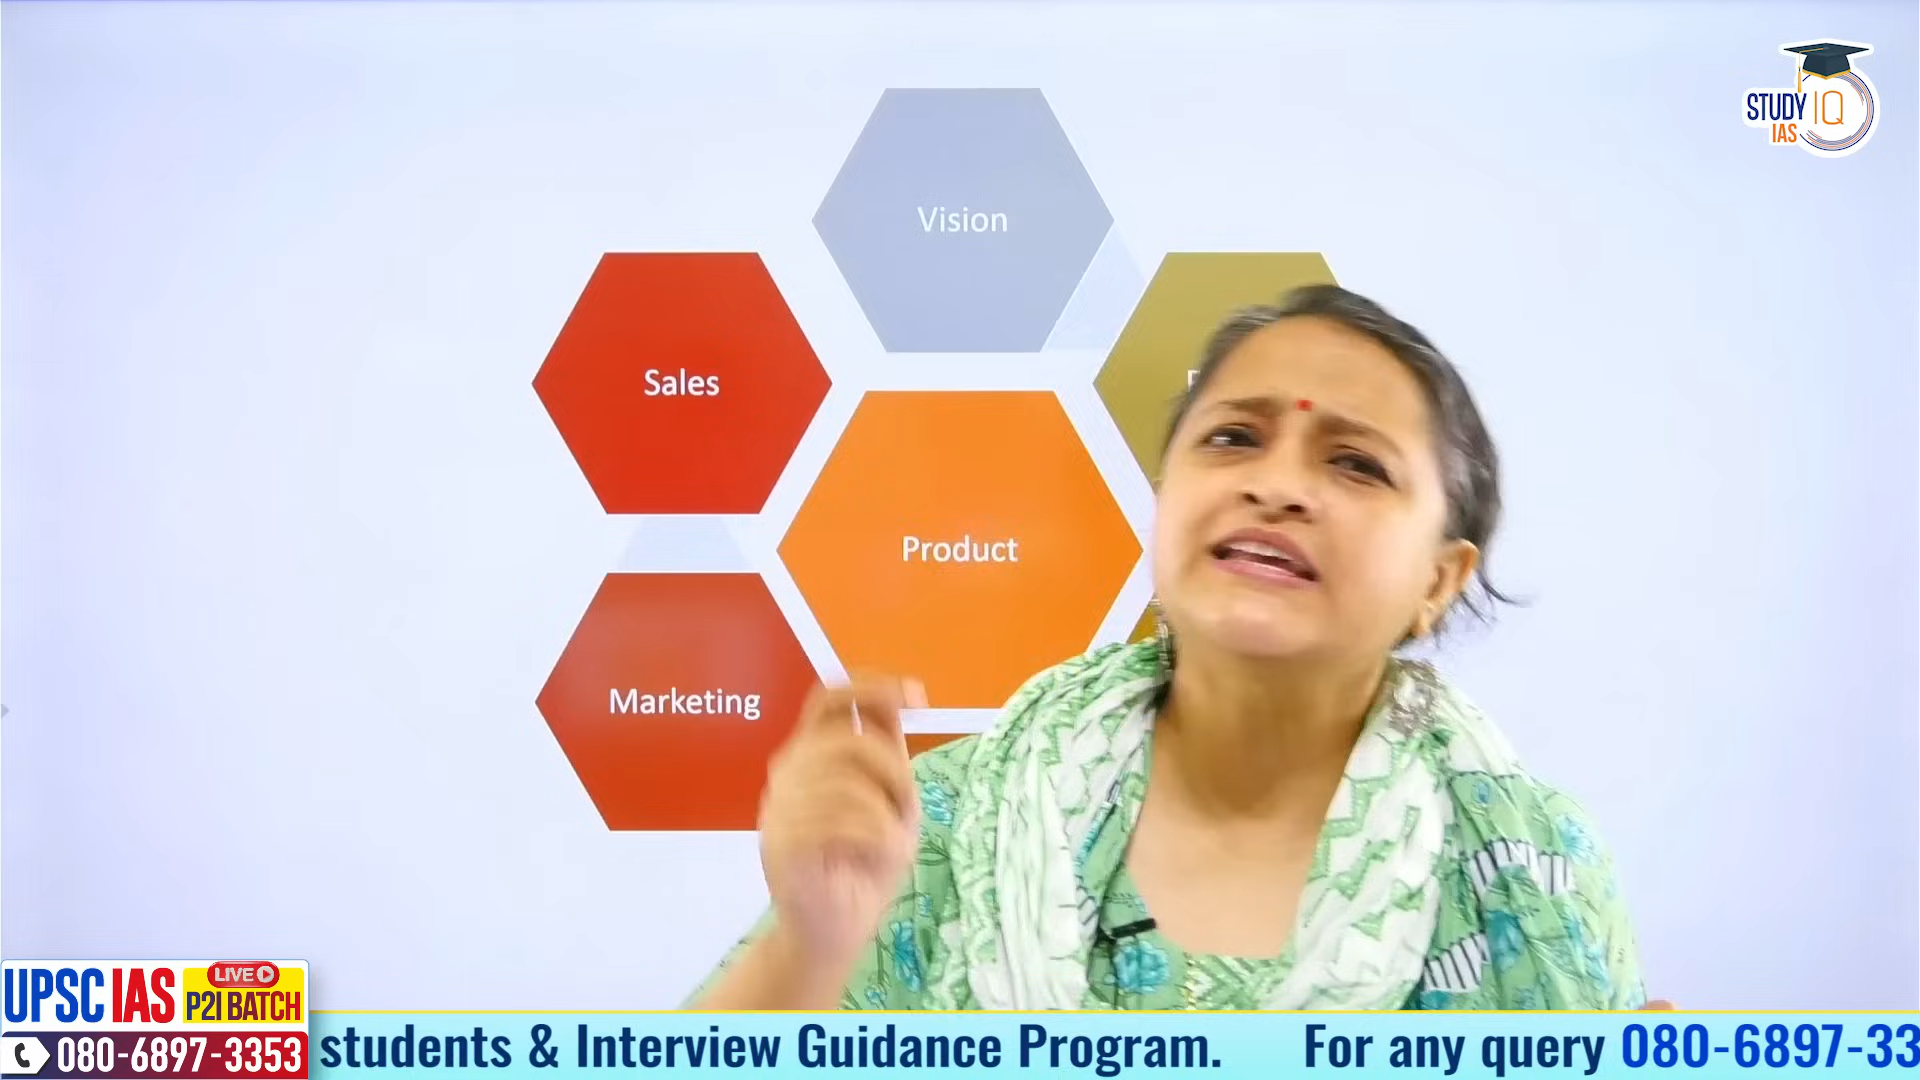 STUDY IQ
IAS
Vision
Sales
Product
Marketing
UPSC IAS
LIVE
P2I BATCH
080-6897-3353
students & Interview Guidance Program. For any query 080-6897-33